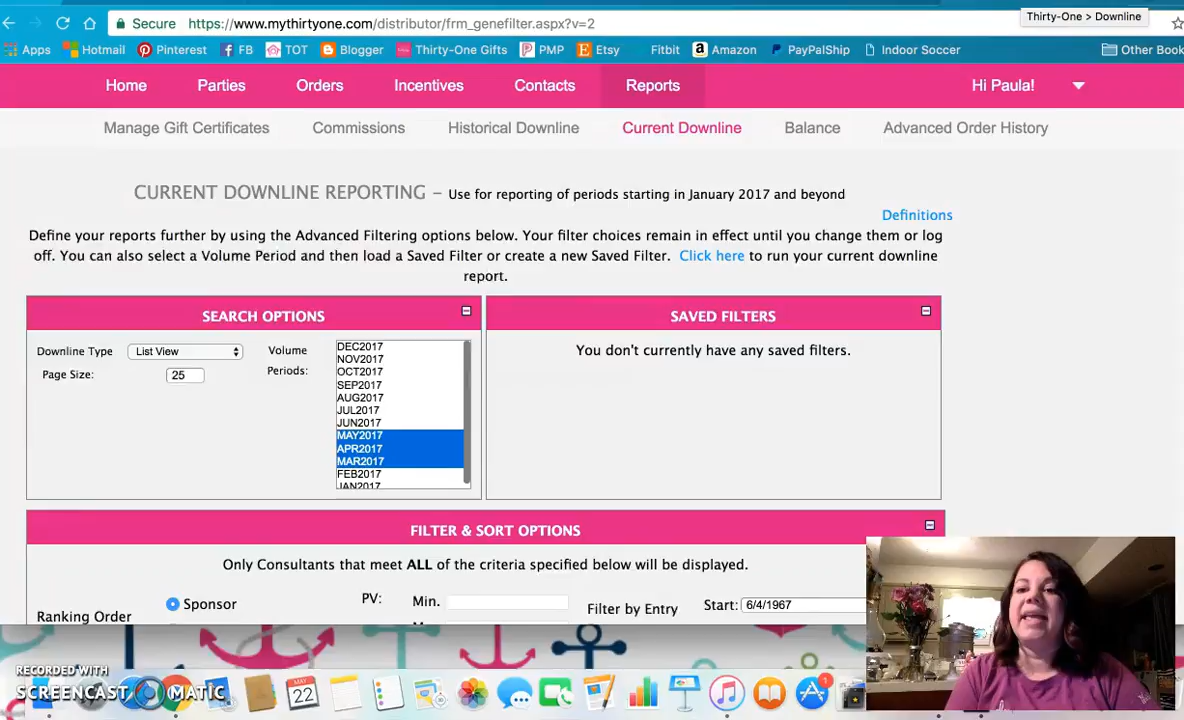 Secure https://www.mythirtyone.com/distributor/frm_genefilter.aspx?v=2
Thirty-One > Downline
Apps Hotmail Pinterest FB TOT Blogger Thirty-One Gifts PMP Etsy Fitbit Amazon PayPalShip Indoor Soccer Other Book
Home Parties Orders Incentives Contacts Reports Hi Paula!
Manage Gift Certificates Commissions Historical Downline Current Downline Balance Advanced Order History
CURRENT DOWNLINE REPORTING – Use for reporting of periods starting in January 2017 and beyond
Definitions
Define your reports further by using the Advanced Filtering options below. Your filter choices remain in effect until you change them or log
off. You can also select a Volume Period and then load a Saved Filter or create a new Saved Filter. Click here to run your current downline
report.
SEARCH OPTIONS
Downline Type List View
Page Size: 25
Volume
Periods:
DEC2017
NOV2017
OCT2017
SEP2017
AUG2017
JUL2017
JUN2017
MAY2017
APR2017
MAR2017
FEB2017
JAN2017
SAVED FILTERS
You don't currently have any saved filters.
FILTER & SORT OPTIONS
Only Consultants that meet ALL of the criteria specified below will be displayed.
Ranking Order Sponsor PV: Min. Filter by Entry Start: 6/4/1967
RECORDED WITH
SCREENCAST MATIC
MAY
22
1